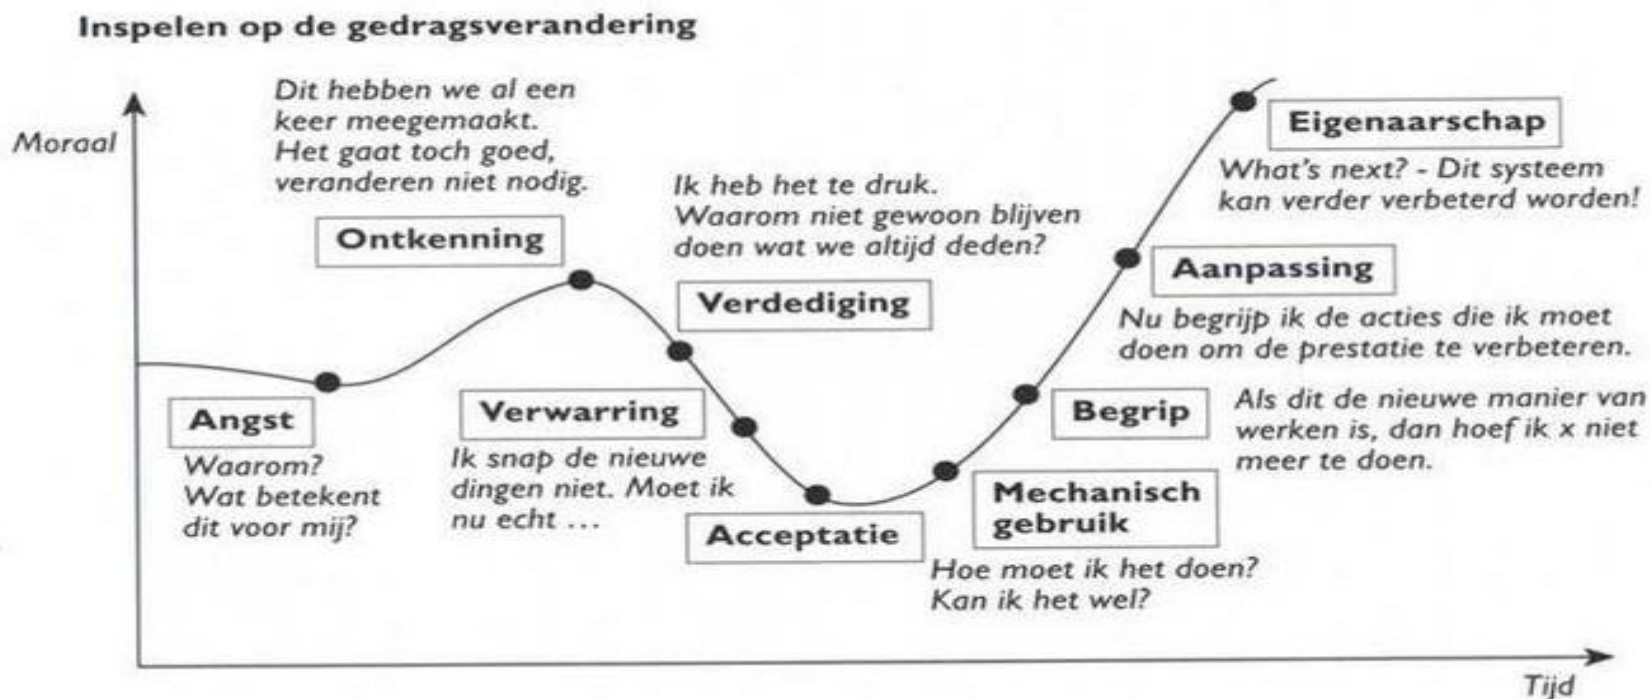 Inspelen op de gedragsverandering
Moraal
Dit hebben we al een
keer meegemaakt.
Het gaat toch goed,
veranderen niet nodig.
Ontkenning
Ik heb het te druk.
Waarom niet gewoon blijven
doen wat we altijd deden?
Verdediging
Eigenaarschap
What's next? - Dit systeem
kan verder verbeterd worden!
Aanpassing
Nu begrijp ik de acties die ik moet
doen om de prestatie te verbeteren.
Angst
Waarom?
Wat betekent
dit voor mij?
Verwarring
Ik snap de nieuwe
dingen niet. Moet ik
nu echt ...
Acceptatie
Begrip
Als dit de nieuwe manier van
werken is, dan hoef ik x niet
meer te doen.
Mechanisch
gebruik
Hoe moet ik het doen?
Kan ik het wel?
Tijd